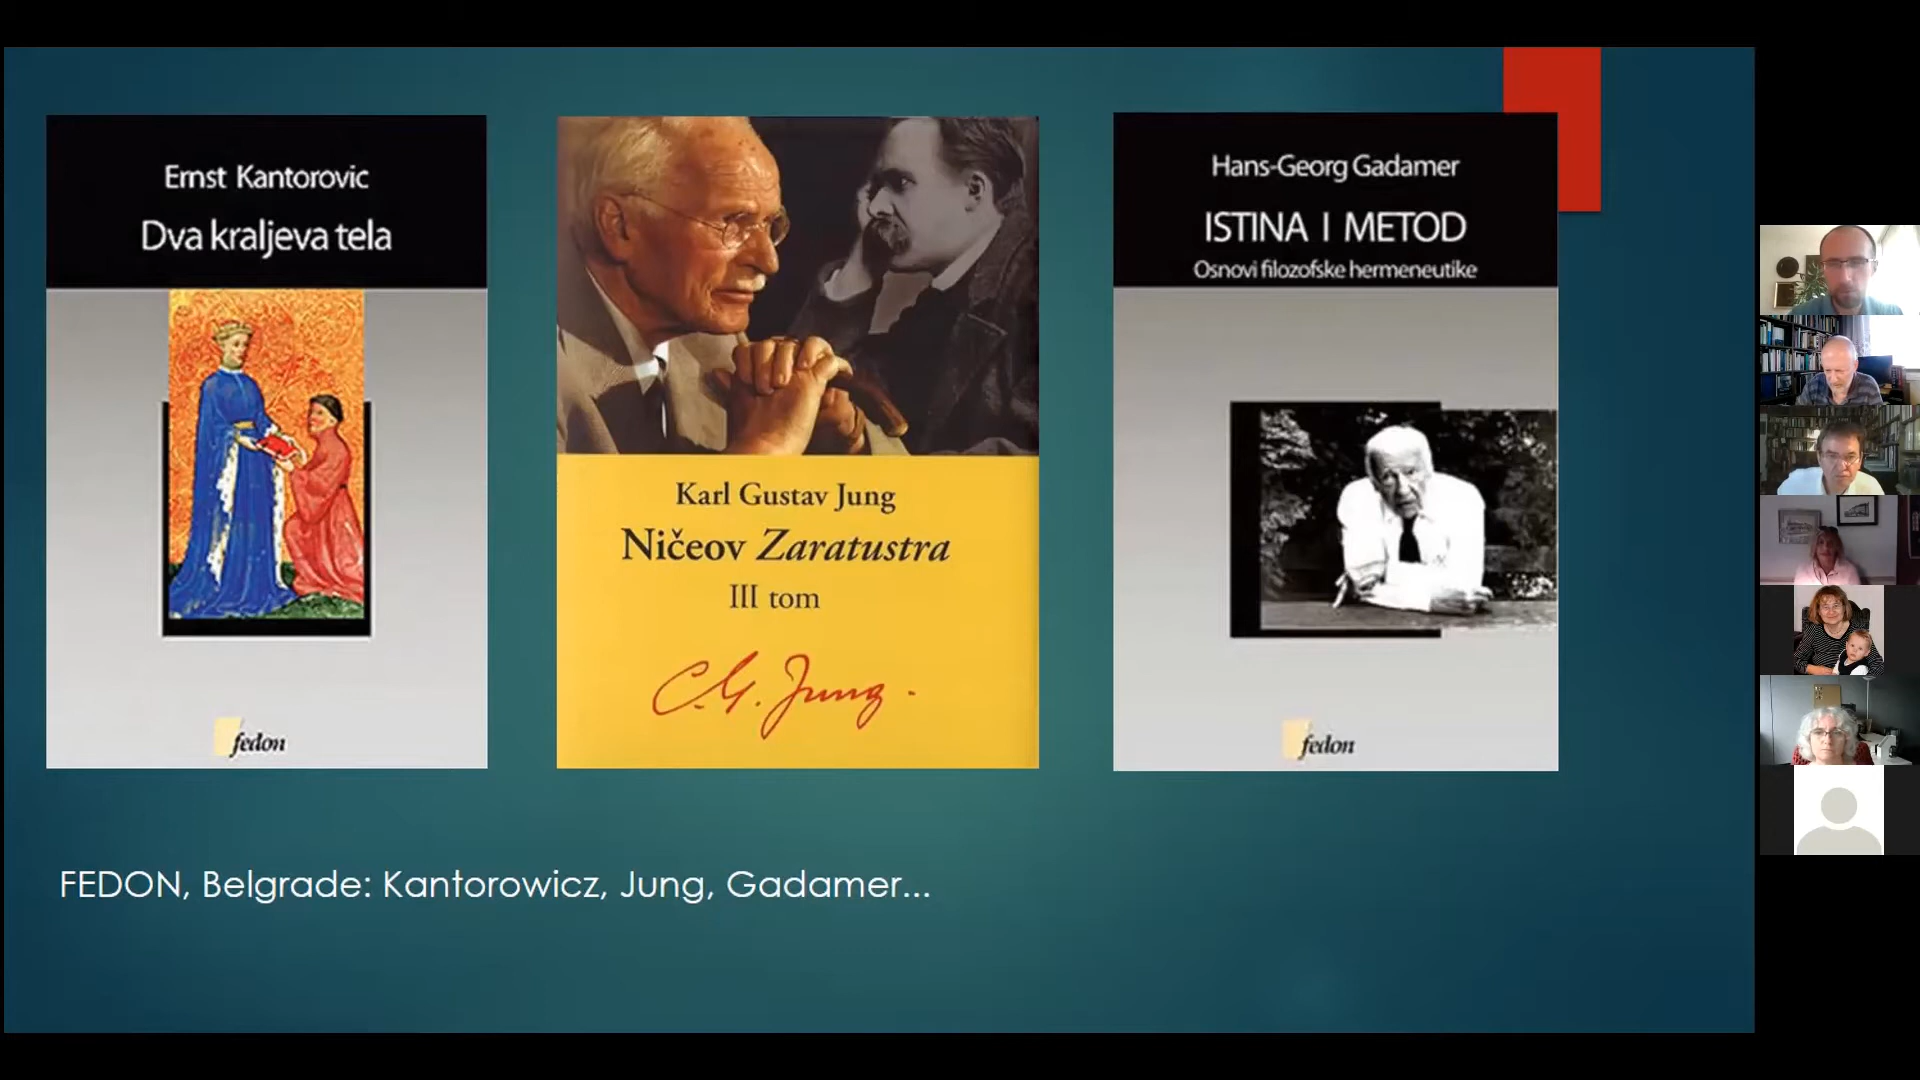 Ernst Kantorovic
Dva kraljeva tela
fedon
Karl Gustav Jung
Ničeov Zaratustra
III tom
C.G. Jung.
Hans-Georg Gadamer
ISTINA I METOD
Osnovi filozofske hermeneutike
fedon
FEDON, Belgrade: Kantorowicz, Jung, Gadamer...